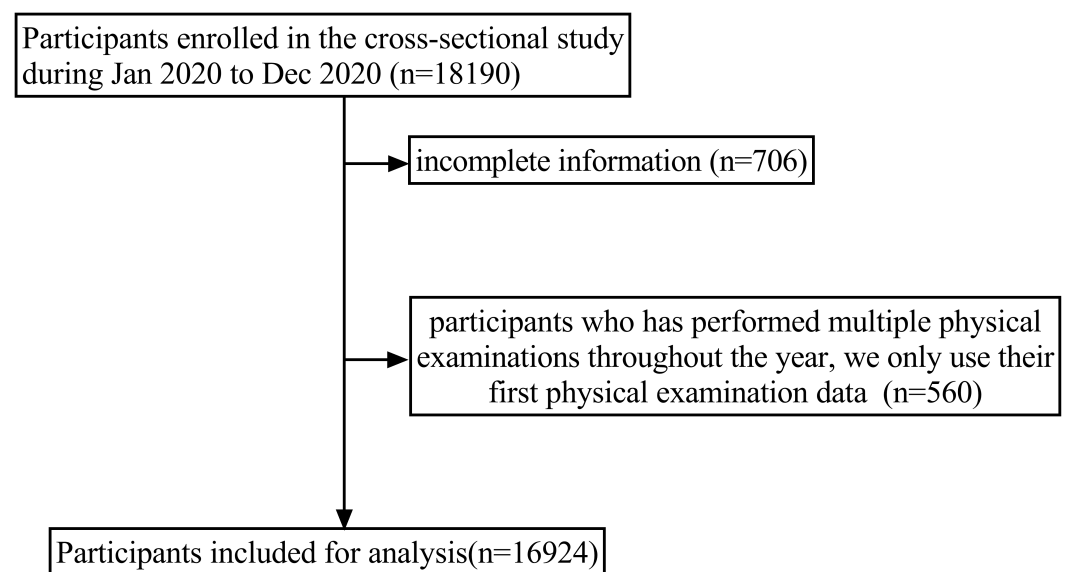 Participants enrolled in the cross-sectional study
during Jan 2020 to Dec 2020 (n=18190)
incomplete information (n=706)
participants who has performed multiple physical
examinations throughout the year, we only use their
first physical examination data (n=560)
Participants included for analysis(n=16924)